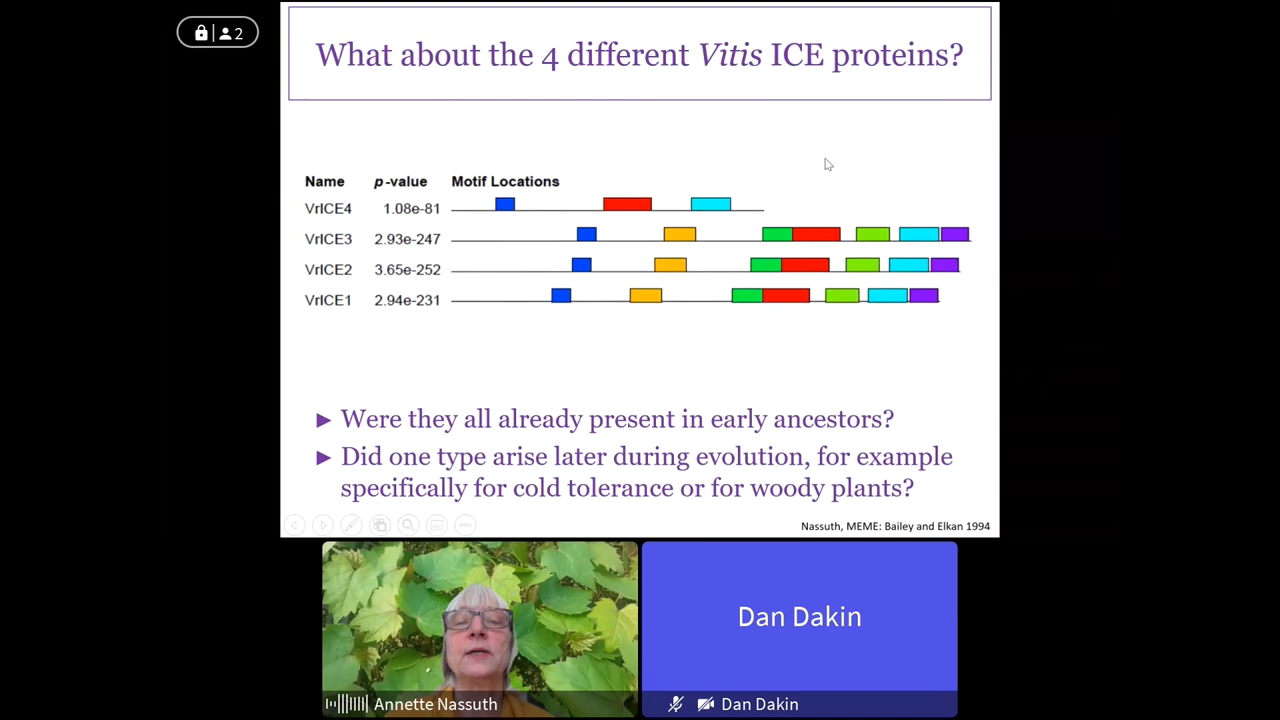 2
What about the 4 different Vitis ICE proteins?
Name p-value Motif Locations
VrICE4 1.08e-81
VrICE3 2.93e-247
VrICE2 3.65e-252
VrICE1 2.94e-231
► Were they all already present in early ancestors?
► Did one type arise later during evolution, for example
specifically for cold tolerance or for woody plants?
Nassuth, MEME: Bailey and Elkan 1994
Dan Dakin
Annette Nassuth
Dan Dakin